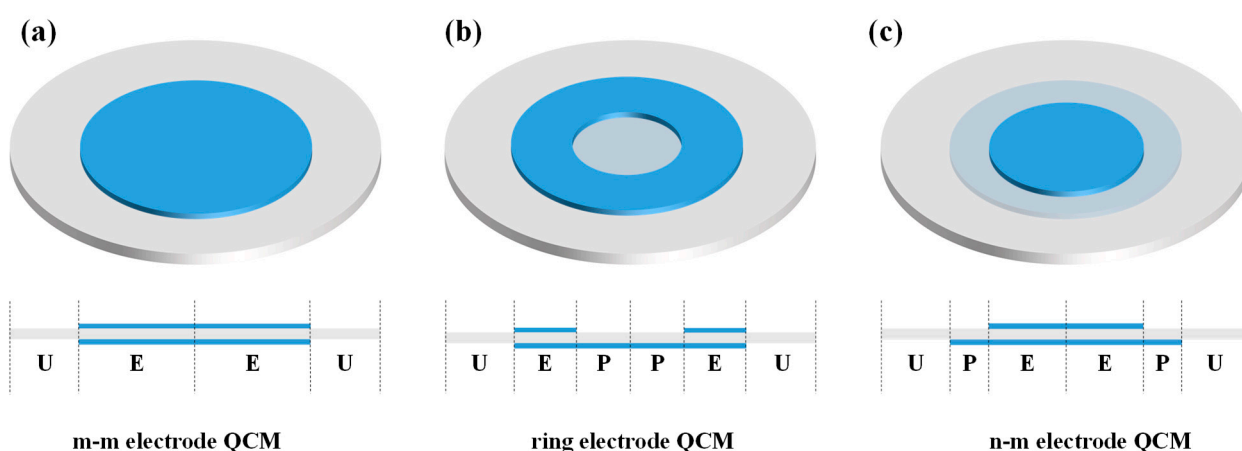 (a) (b) (c)
U E E U U E P P E U U P E E P U
m-m electrode QCM ring electrode QCM n-m electrode QCM